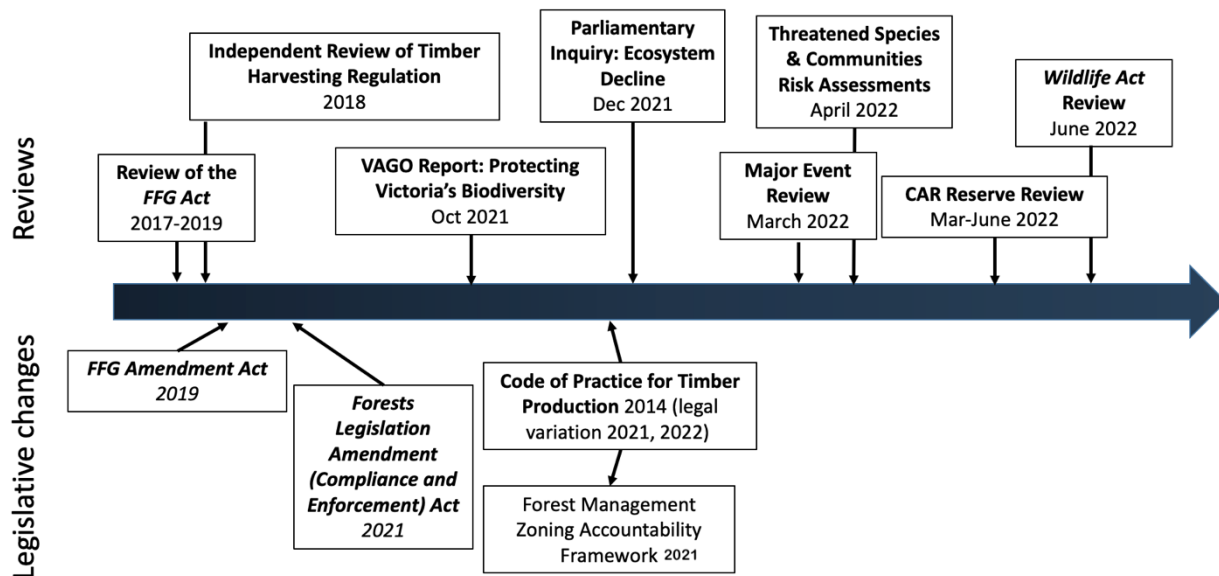 Reviews
Independent Review of Timber
Harvesting Regulation
2018
Parliamentary
Inquiry: Ecosystem
Decline
Dec 2021
Threatened Species
& Communities
Risk Assessments
April 2022
Wildlife Act
Review
June 2022
Review of the
FFG Act
2017-2019
VAGO Report: Protecting
Victoria’s Biodiversity
Oct 2021
Major Event
Review
March 2022
CAR Reserve Review
Mar-June 2022
Legislative changes
FFG Amendment Act
2019
Forests
Legislation
Amendment
(Compliance and
Enforcement) Act
2021
Code of Practice for Timber
Production 2014 (legal
variation 2021, 2022)
Forest Management
Zoning Accountability
Framework 2021